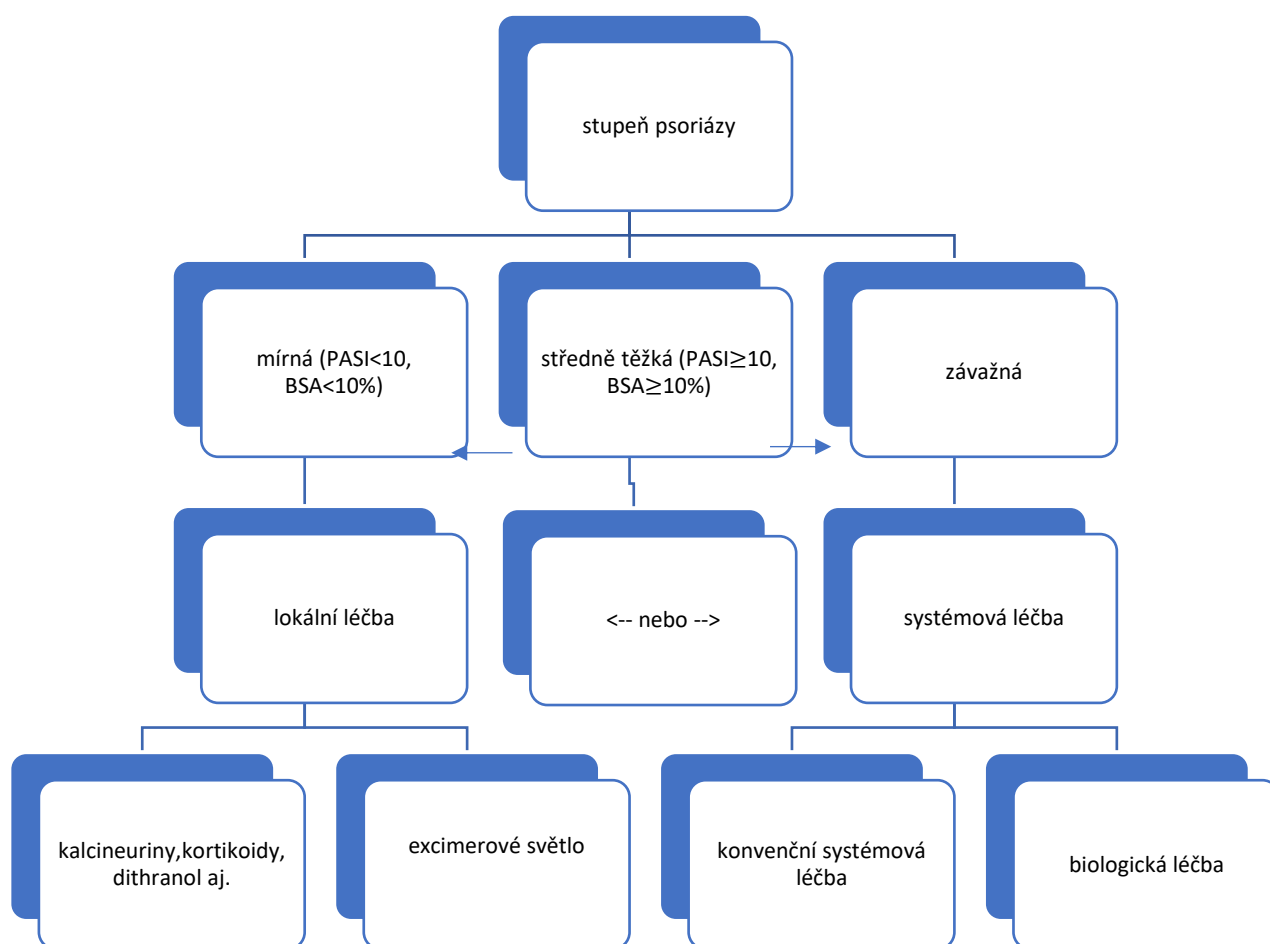 stupeň psoriázy
mírná (PASI<10,
BSA<10%)
středně těžká (PASI≥10,
BSA≥10%)
závažná
lokální léčba
<-- nebo -->
systémová léčba
kalcineuriny,kortikoidy,
dithranol aj.
excimerové světlo
konvenční systémová
léčba
biologická léčba